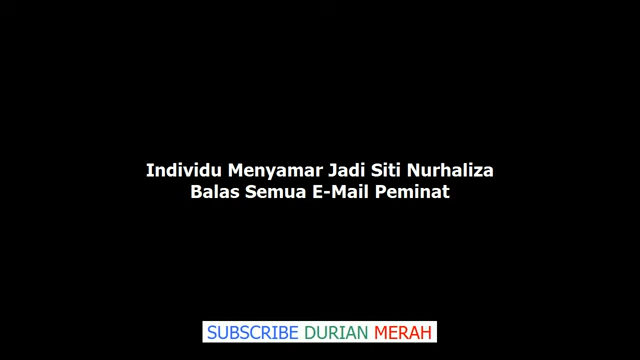 Individu Menyamar Jadi Siti Nurhaliza
Balas Semua E-Mail Peminat
SUBSCRIBE DURIAN MERAH